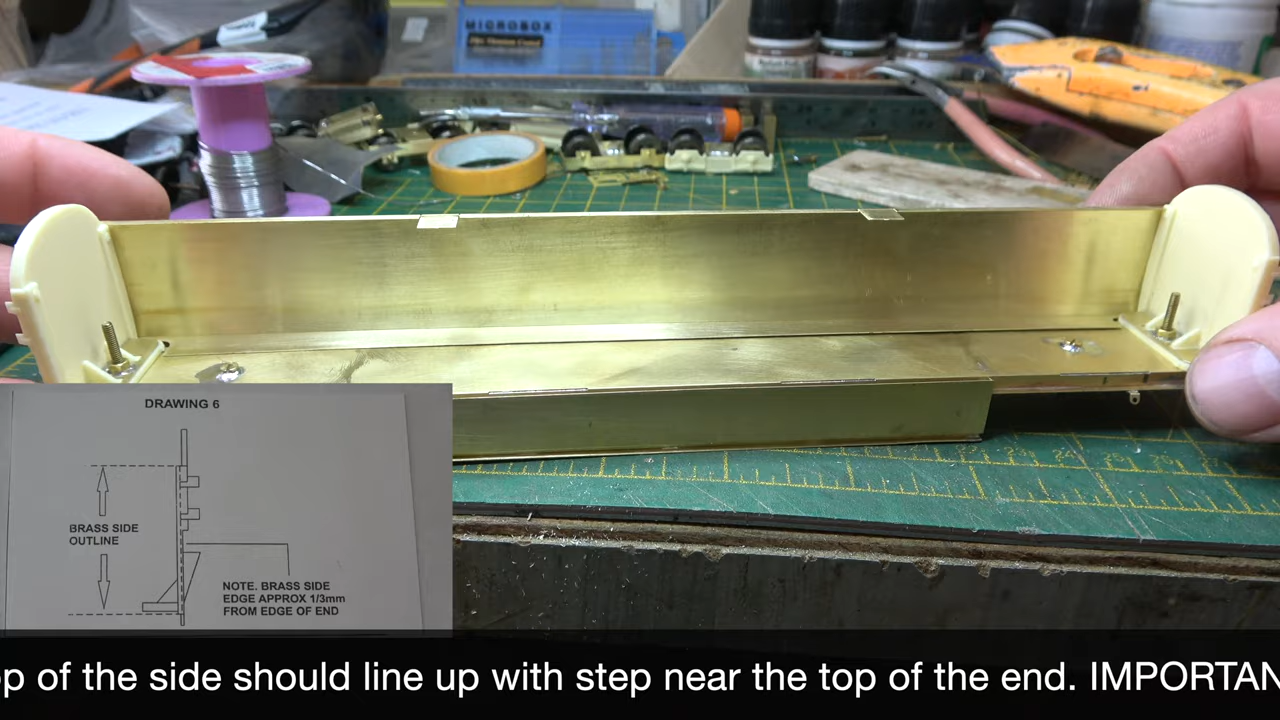 MICROBOX
DRAWING 6
BRASS SIDE
OUTLINE
NOTE. BRASS SIDE
EDGE APPROX 1/3mm
FROM EDGE OF END
op of the side should line up with step near the top of the end. IMPORTAN